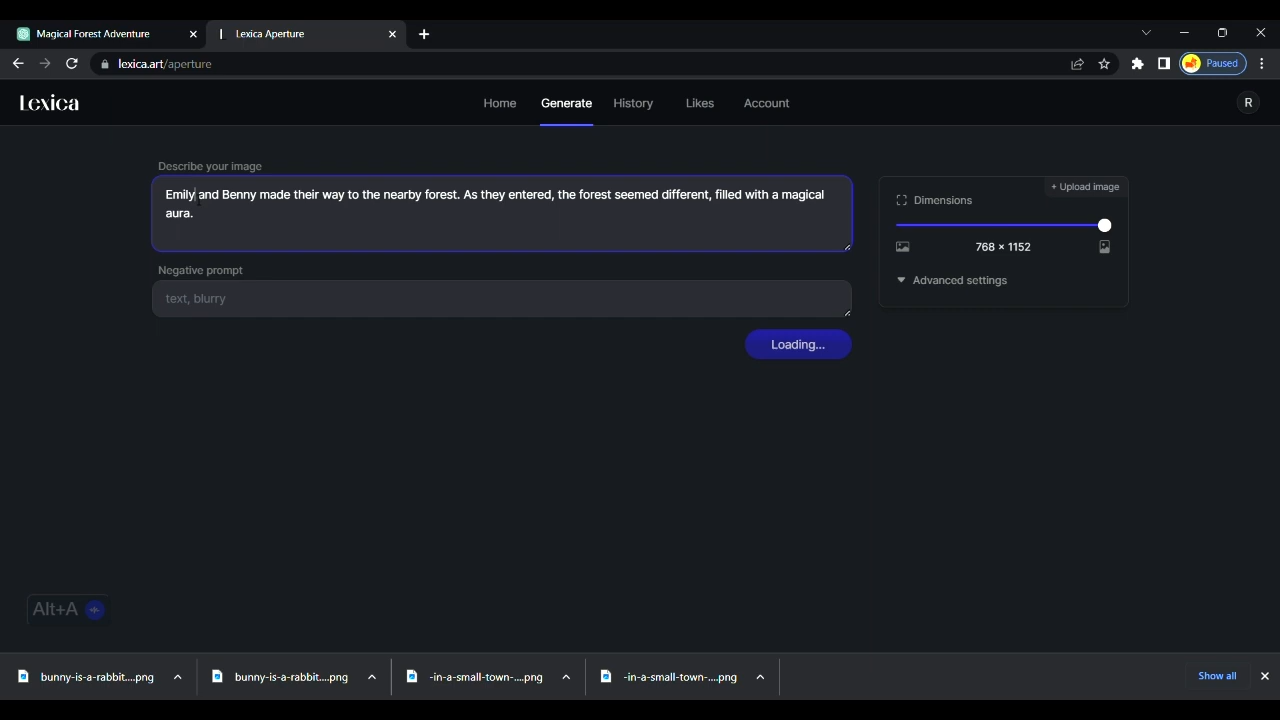 Magical Forest Adventure
Lexica Aperture
lexica.art/aperture
Paused
Lexica
Home
Generate
History
Likes
Account
R
Describe your image
Emily and Benny made their way to the nearby forest. As they entered, the forest seemed different, filled with a magical
aura.
+ Upload image
Dimensions
768 × 1152
Advanced settings
Negative prompt
text, blurry
Loading...
Alt+A
bunny-is-a-rabbit....png
bunny-is-a-rabbit....png
-in-a-small-town-....png
-in-a-small-town-....png
Show all